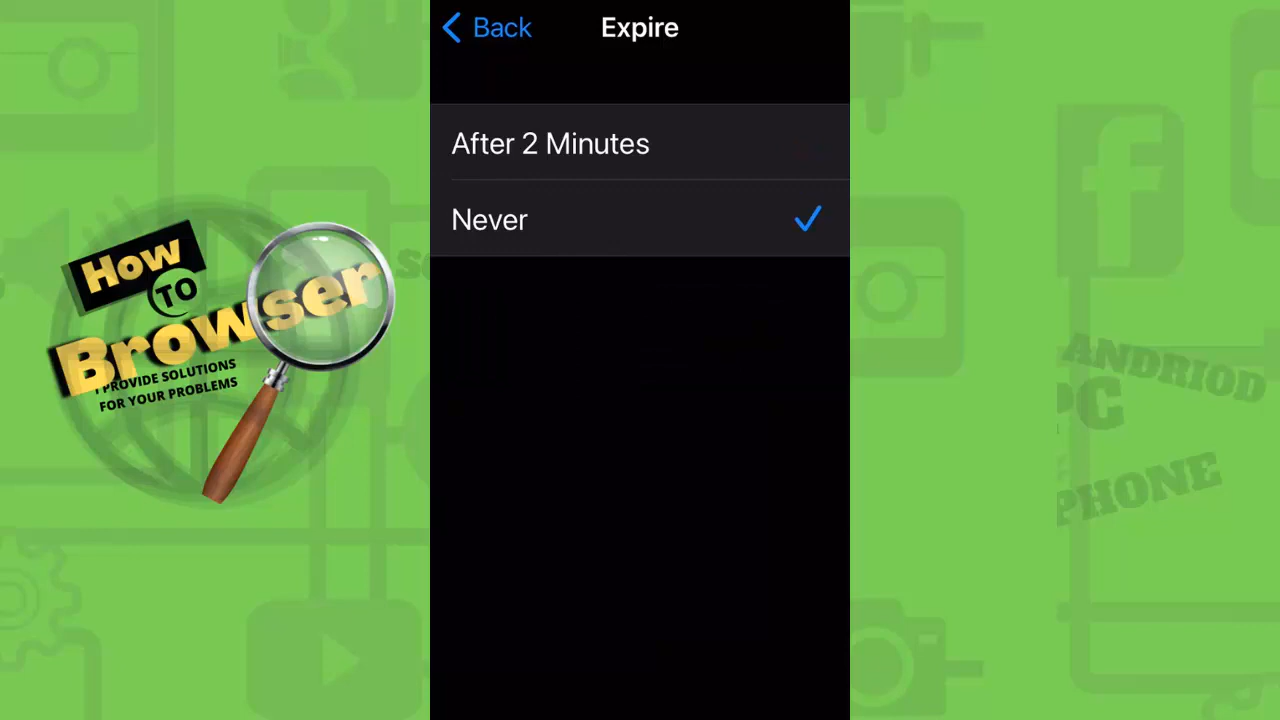 Back
Expire
After 2 Minutes
Never
How
TO
Browser
I PROVIDE SOLUTIONS
FOR YOUR PROBLEMS
ANDRIOD
PC
PHONE